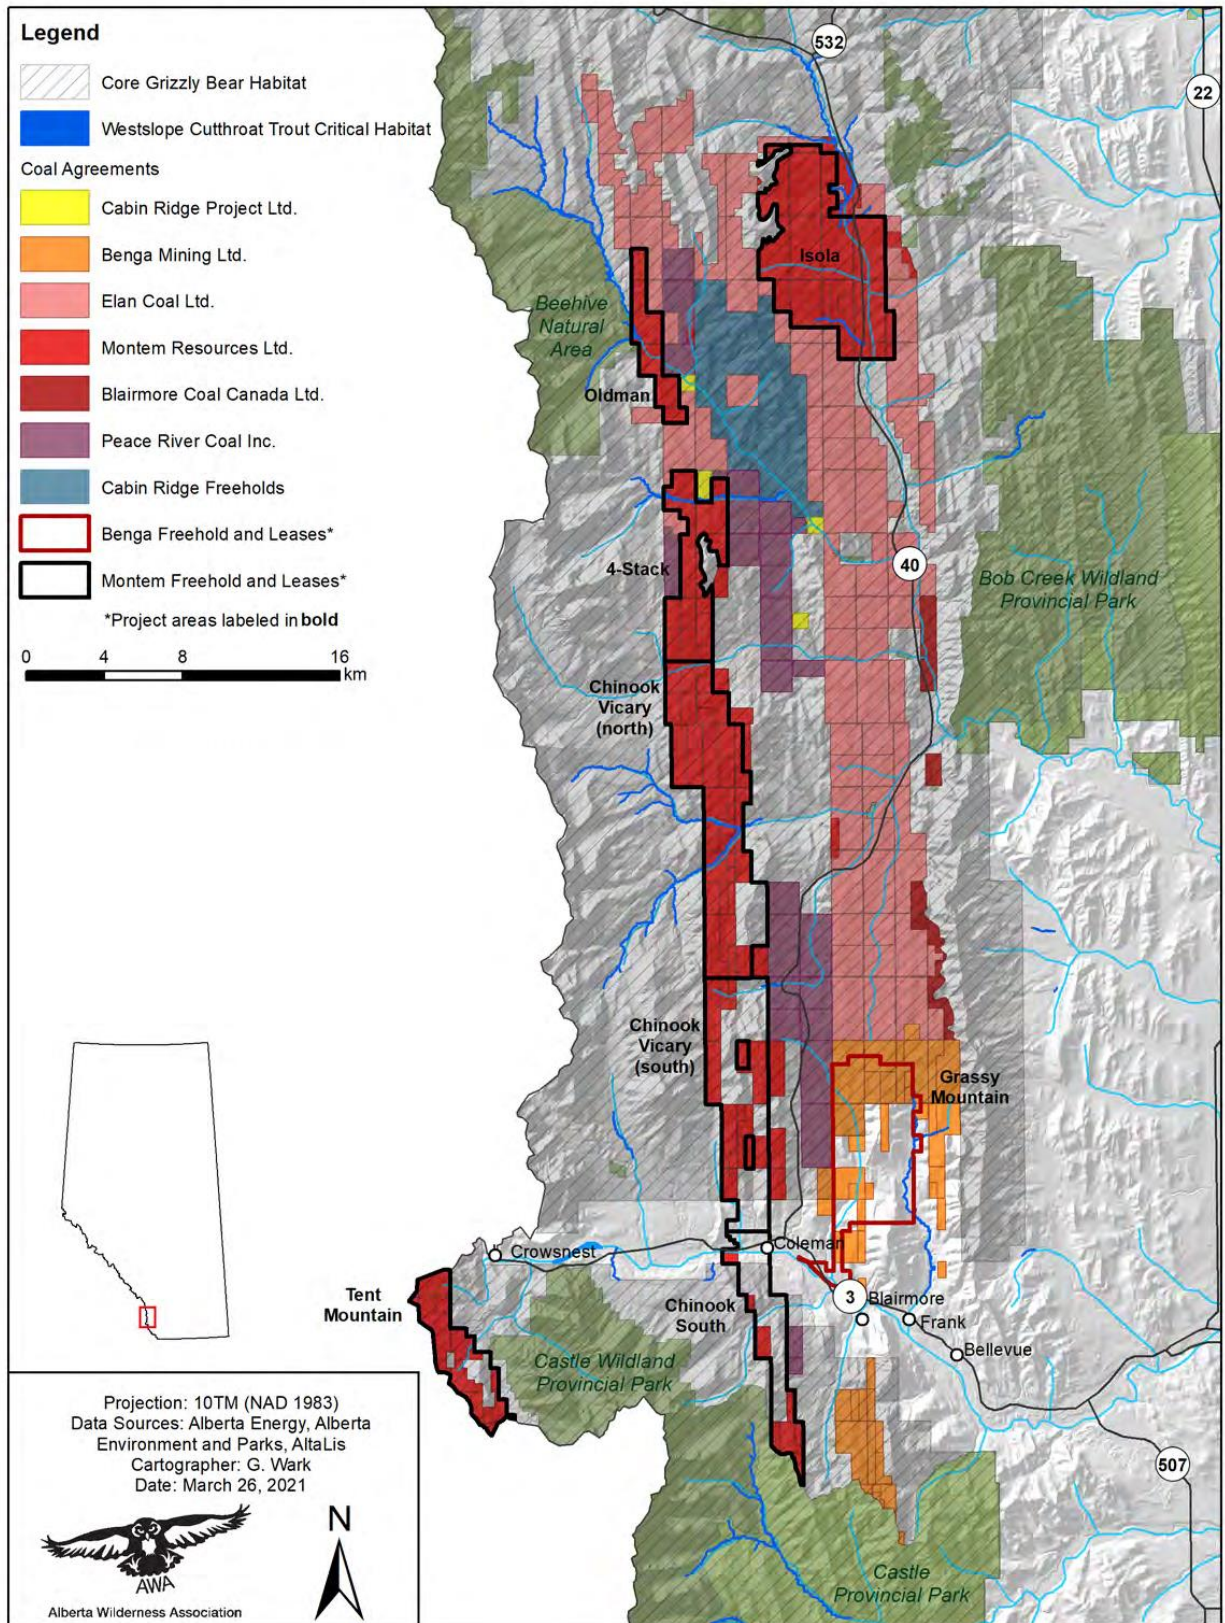 Legend
Core Grizzly Bear Habitat
Westslope Cutthroat Trout Critical Habitat
Coal Agreements
Cabin Ridge Project Ltd.
Benga Mining Ltd.
Elan Coal Ltd.
Montem Resources Ltd.
Blairmore Coal Canada Ltd.
Peace River Coal Inc.
Cabin Ridge Freeholds
Benga Freehold and Leases*
Montem Freehold and Leases*
*Project areas labeled in bold
0 4 8 16
km
532
22
Isola
Beehive
Natural
Area
Oldman
4-Stack
40
Bob Creek Wildland
Provincial Park
Chinook
Vicary
(north)
Chinook
Vicary
(south)
Grassy
Mountain
Crowsnest
Coleman
Tent
Mountain
Chinook
South
3
Blairmore
Frank
Bellevue
Castle Wildland
Provincial Park
507
Castle
Provincial Park
Projection: 10TM (NAD 1983)
Data Sources: Alberta Energy, Alberta
Environment and Parks, AltaLis
Cartographer: G. Wark
Date: March 26, 2021
AWA
Alberta Wilderness Association
N